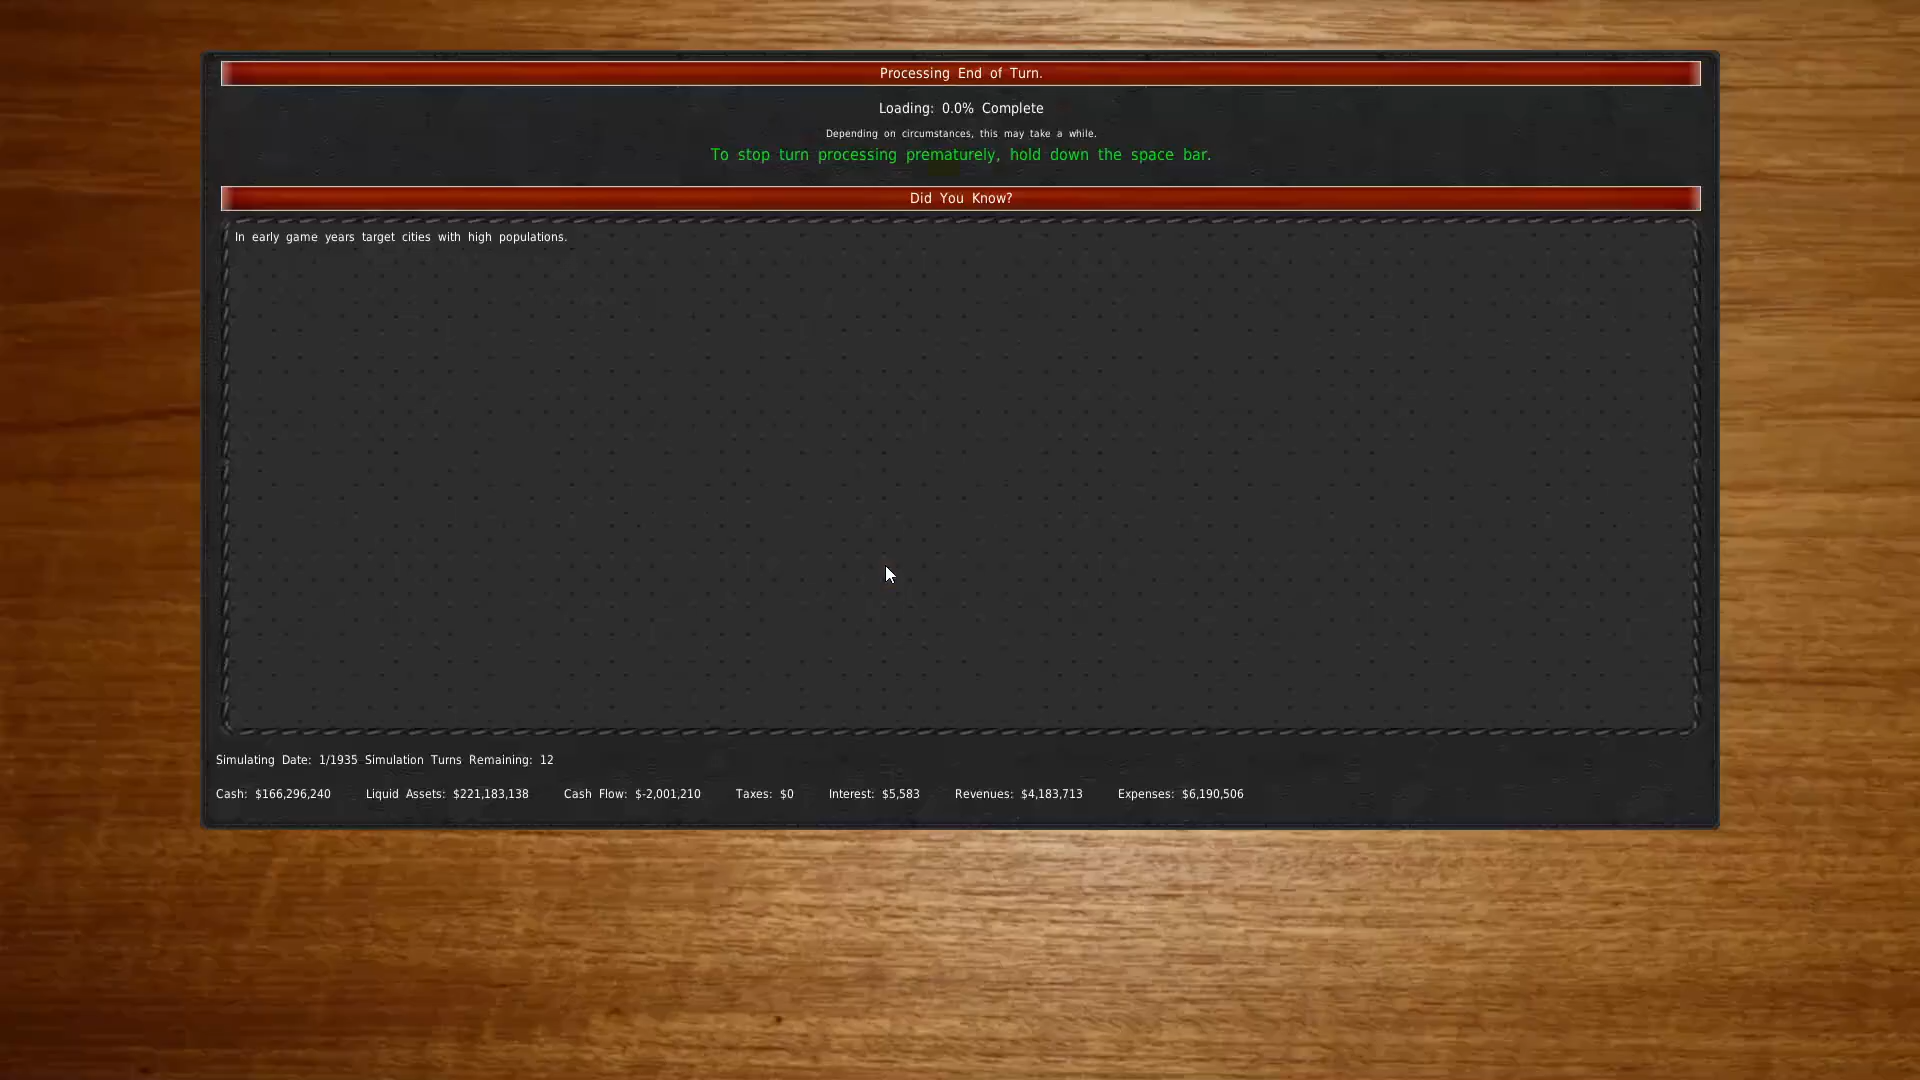 Processing End of Turn.
Loading: 0.0% Complete
Depending on circumstances, this may take a while.
To stop turn processing prematurely, hold down the space bar.
Did You Know?
In early game years target cities with high populations.
Simulating Date: 1/1935 Simulation Turns Remaining: 12
Cash: $166,296,240 Liquid Assets: $221,183,138 Cash Flow: $-2,001,210 Taxes: $0 Interest: $5,583 Revenues: $4,183,713 Expenses: $6,190,506